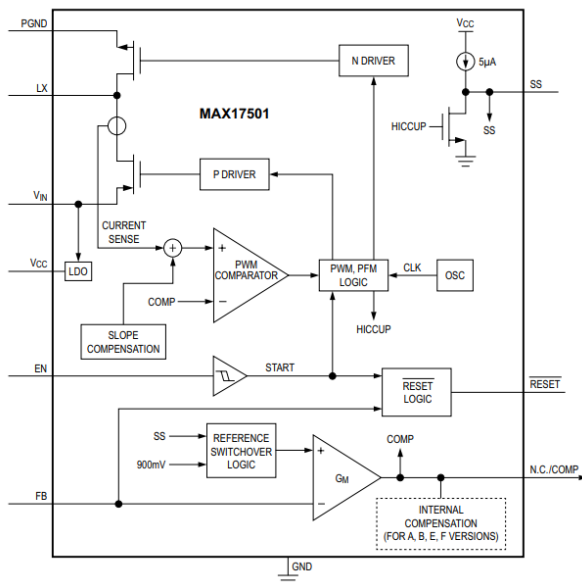 PGND
VCC
N DRIVER
5µA
LX
SS
MAX17501
HICCUP
SS
P DRIVER
VIN
CURRENT
SENSE
VCC
LDO
+
+
PWM
COMPARATOR
PWM, PFM
LOGIC
CLK
OSC
COMP
−
HICCUP
SLOPE
COMPENSATION
EN
START
RESET
LOGIC
RESET
SS
REFERENCE
SWITCHOVER
LOGIC
+
COMP
900mV
GM
N.C./COMP
FB
−
INTERNAL
COMPENSATION
(FOR A, B, E, F VERSIONS)
GND